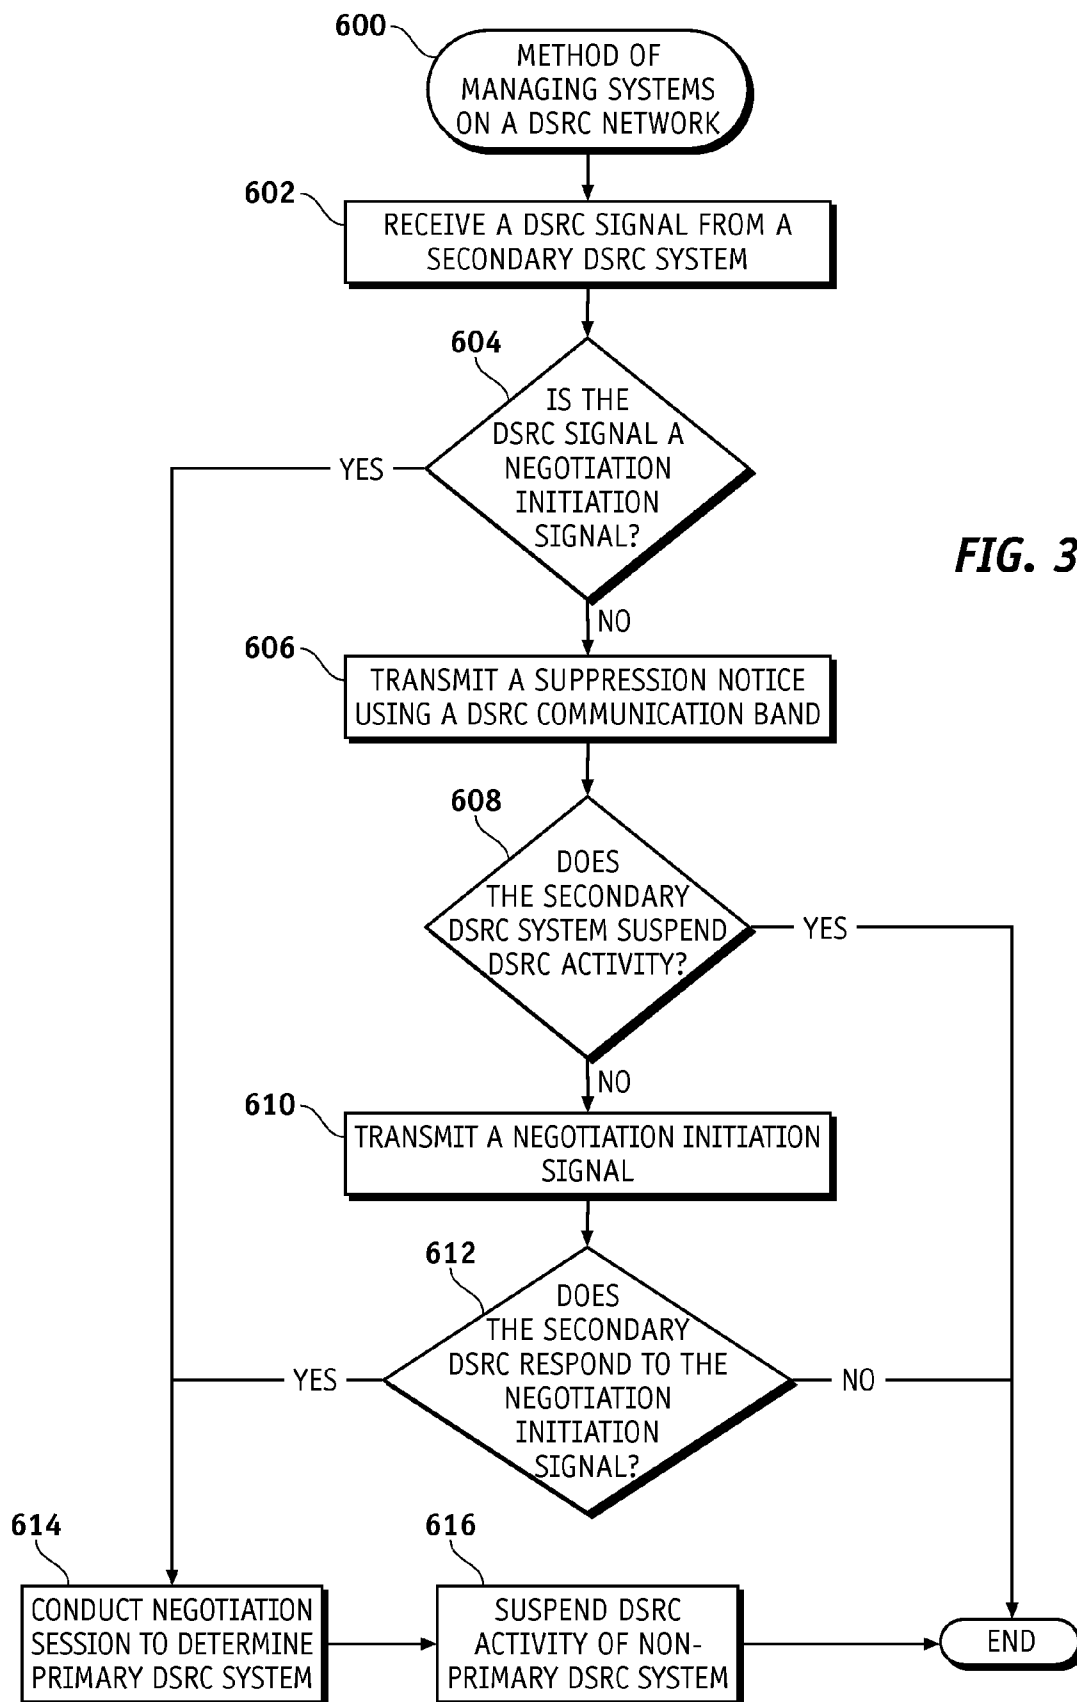 600
METHOD OF
MANAGING SYSTEMS
ON A DSRC NETWORK
602
RECEIVE A DSRC SIGNAL FROM A
SECONDARY DSRC SYSTEM
604
IS THE
DSRC SIGNAL A
NEGOTIATION
INITIATION
SIGNAL?
YES
NO
FIG. 3
606
TRANSMIT A SUPPRESSION NOTICE
USING A DSRC COMMUNICATION BAND
608
DOES
THE SECONDARY
DSRC SYSTEM SUSPEND
DSRC ACTIVITY?
YES
NO
610
TRANSMIT A NEGOTIATION INITIATION
SIGNAL
612
DOES
THE SECONDARY
DSRC RESPOND TO THE
NEGOTIATION
INITIATION
SIGNAL?
YES
NO
614
CONDUCT NEGOTIATION
SESSION TO DETERMINE
PRIMARY DSRC SYSTEM
616
SUSPEND DSRC
ACTIVITY OF NON-
PRIMARY DSRC SYSTEM
END